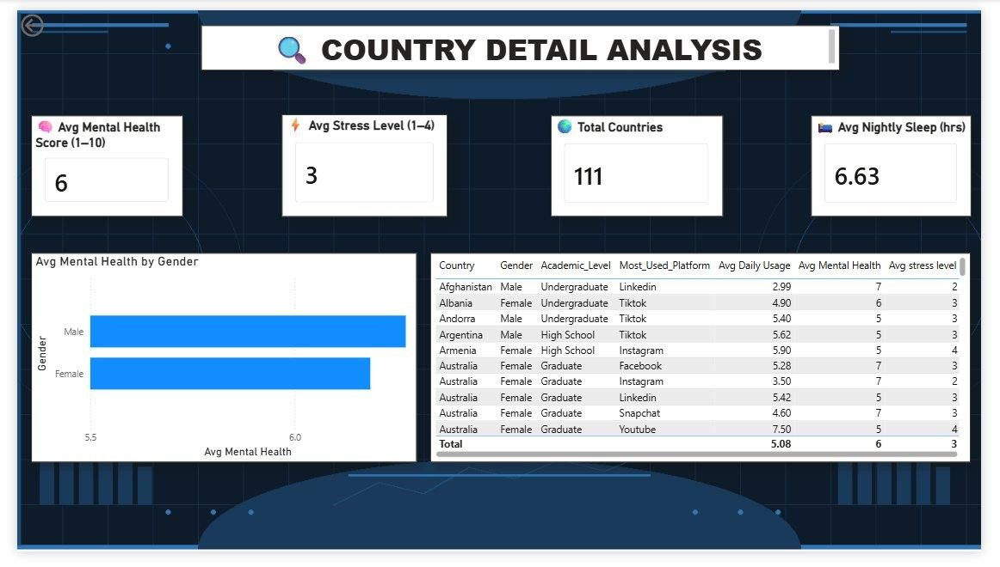 COUNTRY DETAIL ANALYSIS
Avg Mental Health
Score (1–10)
6
Avg Stress Level (1–4)
3
Total Countries
111
Avg Nightly Sleep (hrs)
6.63
Avg Mental Health by Gender
Gender
Male
Female
5.5 6.0
Avg Mental Health
Country Gender Academic_Level Most_Used_Platform Avg Daily Usage Avg Mental Health Avg stress level
Afghanistan Male Undergraduate Linkedin 2.99 7 2
Albania Female Undergraduate Tiktok 4.90 6 3
Andorra Male Undergraduate Tiktok 5.40 5 3
Argentina Male High School Tiktok 5.62 5 3
Armenia Female High School Instagram 5.90 5 4
Australia Female Graduate Facebook 5.28 7 3
Australia Female Graduate Instagram 3.50 7 2
Australia Female Graduate Linkedin 5.42 5 3
Australia Female Graduate Snapchat 4.60 7 3
Australia Female Graduate Youtube 7.50 5 4
Total 5.08 6 3